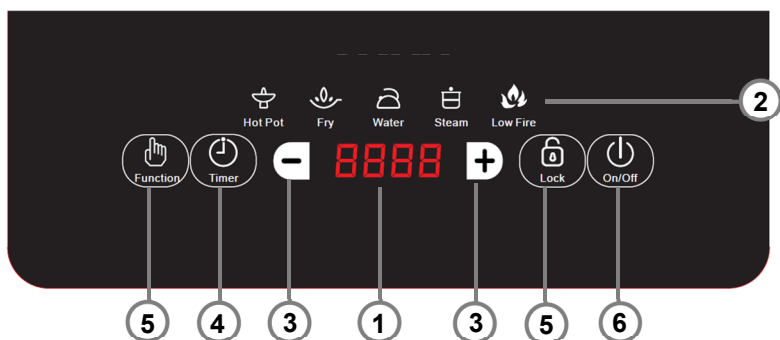 Hot Pot Fry Water Steam Low Fire
2
Function Timer - 8888 + Lock On/Off
5 4 3 1 3 5 6